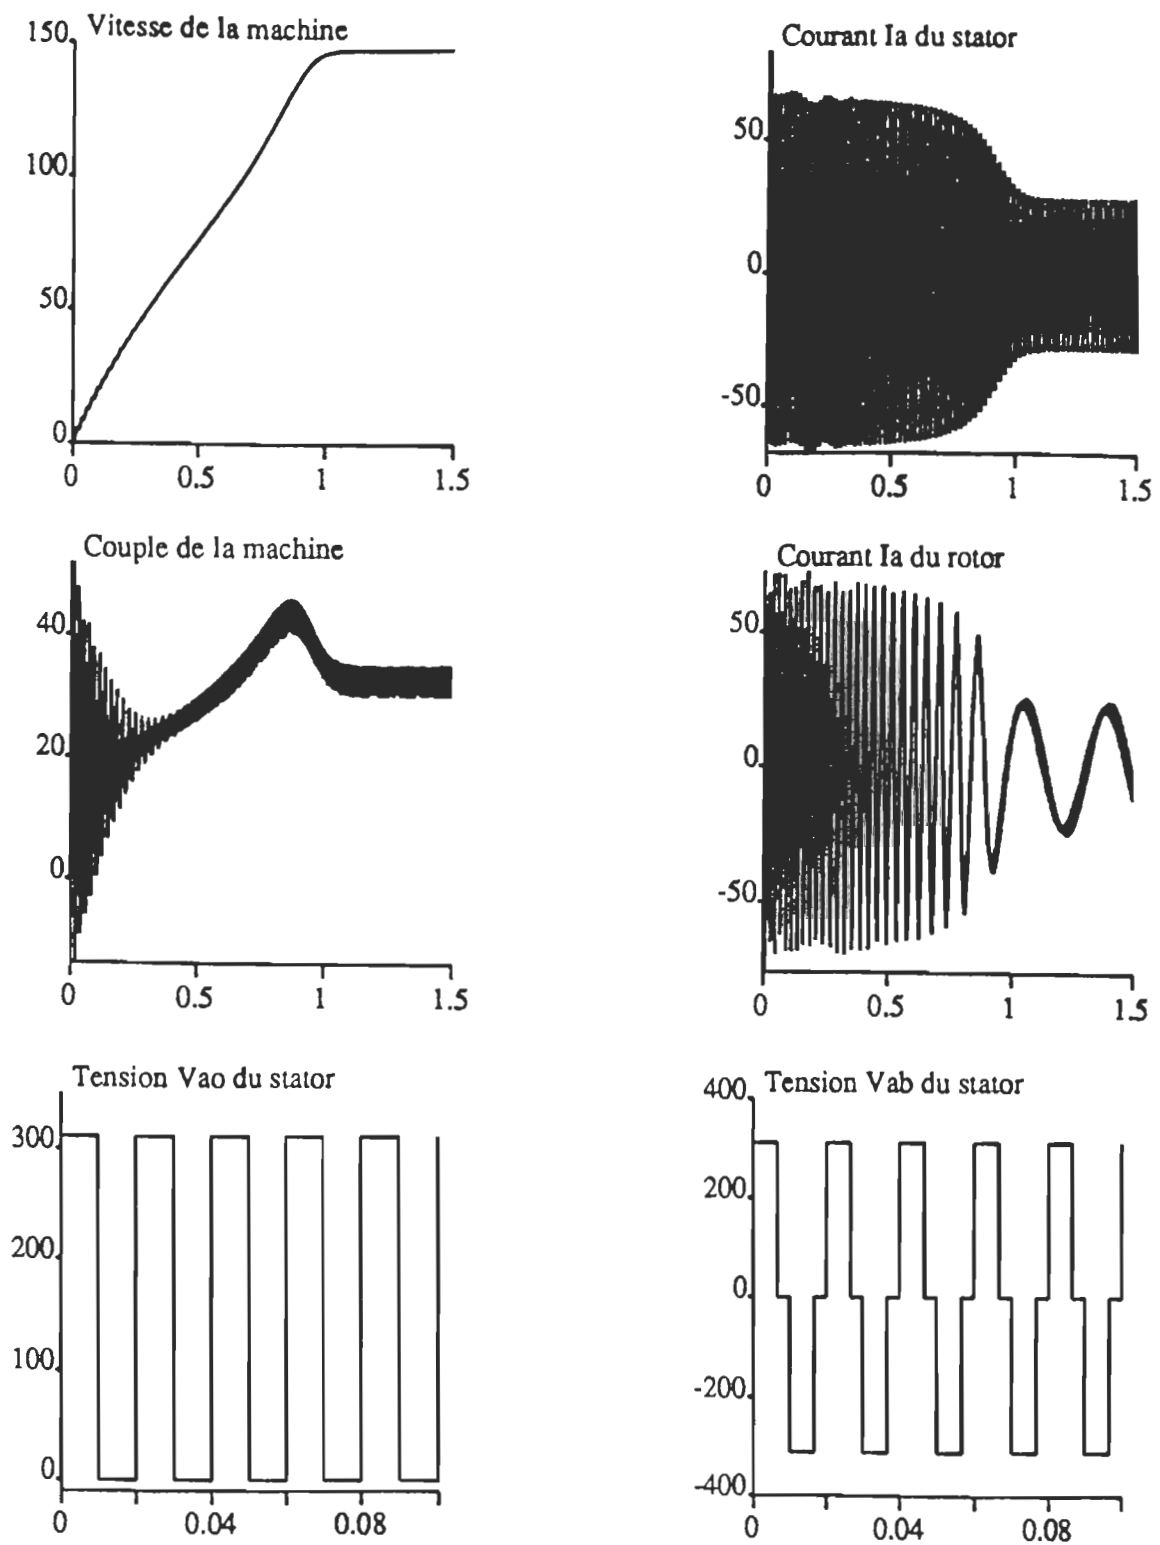 Vitesse de la machine
150
100
50
0
0 0.5 1 1.5
Courant Ia du stator
50
0
-50
0 0.5 1 1.5
Couple de la machine
40
20
0
0 0.5 1 1.5
Courant Ia du rotor
50
0
-50
0 0.5 1 1.5
Tension Vao du stator
300
200
100
0
0 0.04 0.08
Tension Vab du stator
400
200
0
-200
-400
0 0.04 0.08